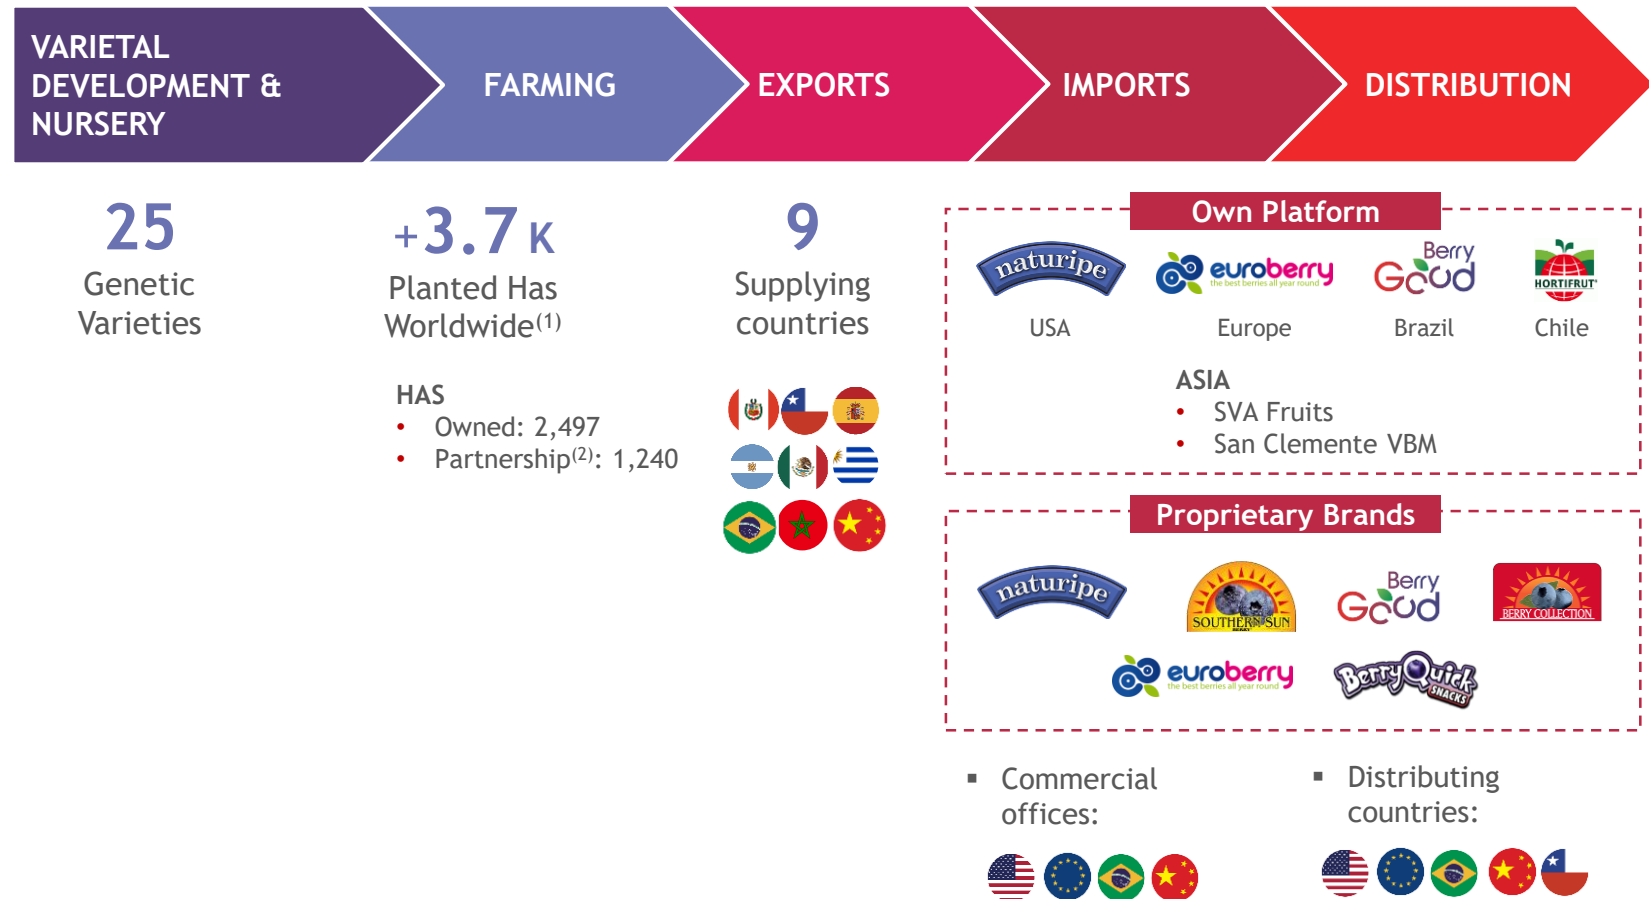 VARIETAL
DEVELOPMENT &
NURSERY
FARMING
EXPORTS
IMPORTS
DISTRIBUTION
25
Genetic
Varieties
+3.7 K
Planted Has
Worldwide(1)
HAS
• Owned: 2,497
• Partnership(2): 1,240
9
Supplying
countries
Own Platform
naturipe
euroberry
the best berries all year round
Berry
Good
HORTIFRUT
USA
Europe
Brazil
Chile
ASIA
• SVA Fruits
• San Clemente VBM
Proprietary Brands
naturipe
SOUTHERN SUN
BERRY
Berry
Good
BERRY COLLECTION
euroberry
the best berries all year round
BerryQuick
SNACKS
▪ Commercial
offices:
▪ Distributing
countries: